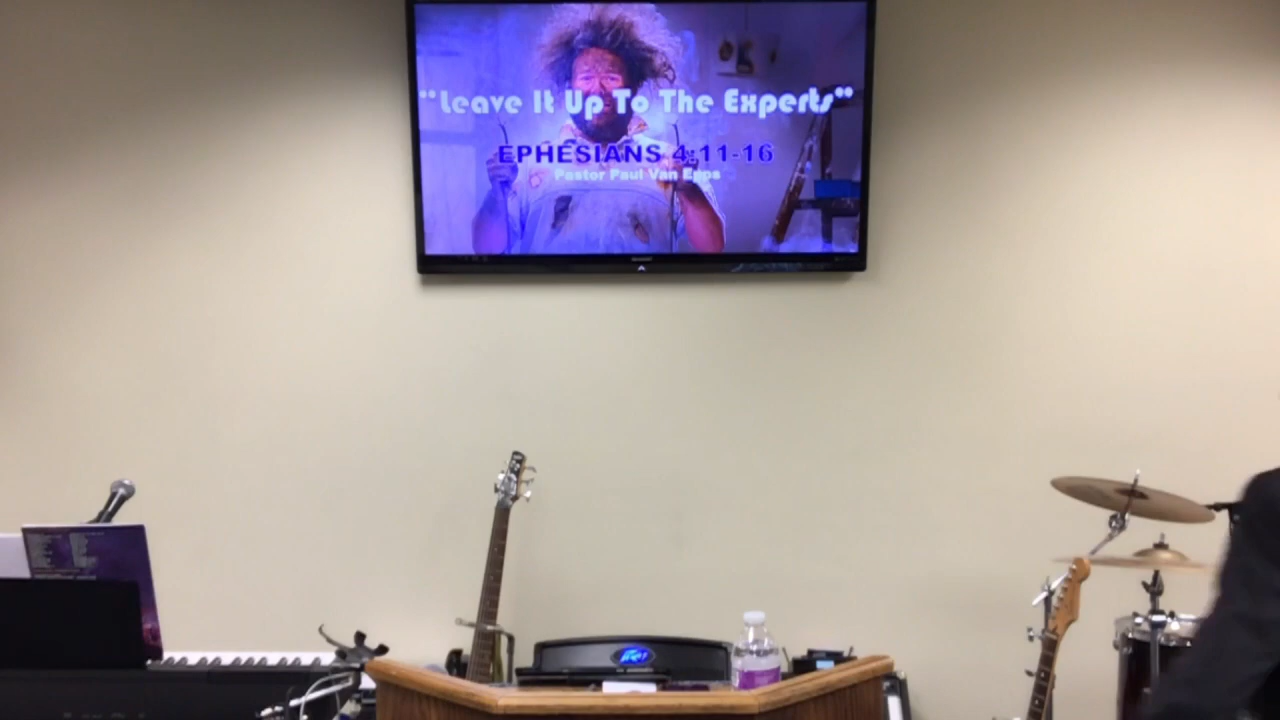 “Leave It Up To The Experts”
EPHESIANS 4:11-16
Pastor Paul Van Epps